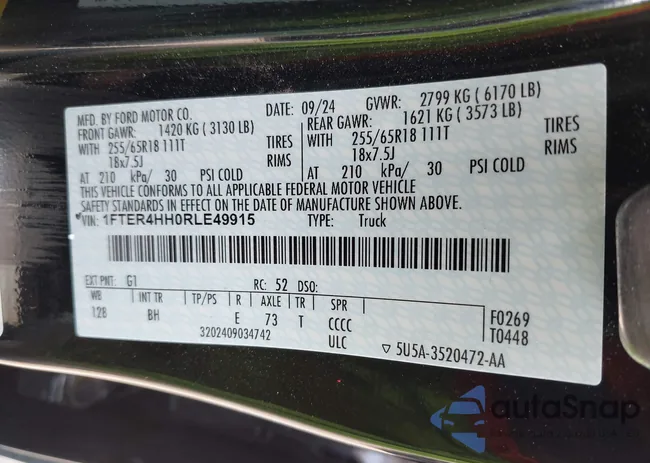 MFD. BY FORD MOTOR CO. DATE: 09/24 GVWR: 2799 KG ( 6170 LB)
FRONT GAWR: 1420 KG ( 3130 LB) REAR GAWR: 1621 KG ( 3573 LB)
WITH 255/65R18 111T TIRES WITH 255/65R18 111T TIRES
18x7.5J RIMS 18x7.5J RIMS
AT 210 kPa/ 30 PSI COLD AT 210 kPa/ 30 PSI COLD
THIS VEHICLE CONFORMS TO ALL APPLICABLE FEDERAL MOTOR VEHICLE
SAFETY STANDARDS IN EFFECT ON THE DATE OF MANUFACTURE SHOWN ABOVE.
VIN: 1FTER4HH0RLE49915 TYPE: Truck
EXT PNT: G1 RC: 52 DSO:
WB INT TR TP/PS R AXLE TR SPR
128 BH E 73 T CCCC F0269
3202409034742 ULC T0448
▽ 5U5A-3520472-AA
autoSnap